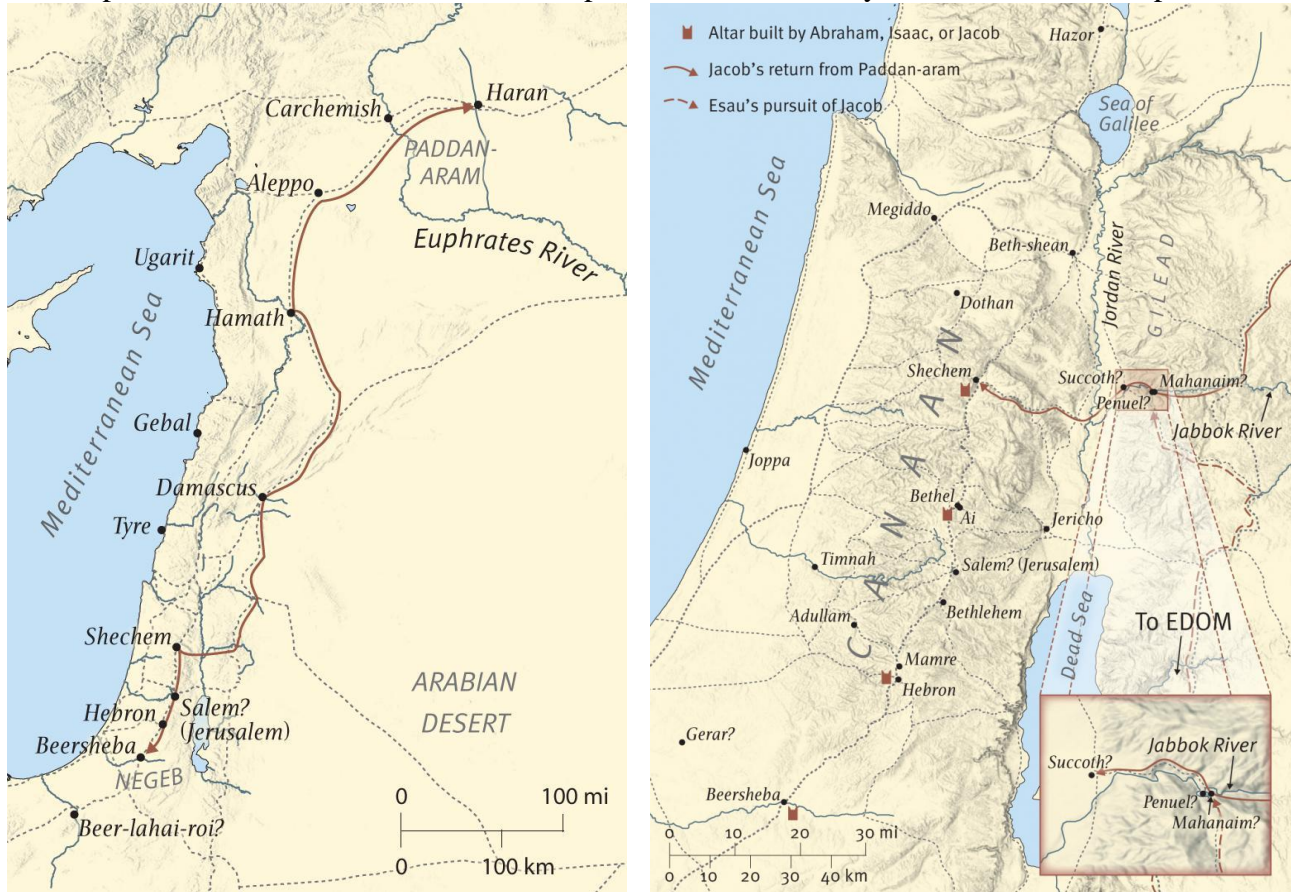 Haran
Carchemish
PADDAN-
ARAM
Aleppo
Euphrates River
Ugarit
Hamath
Mediterranean Sea
Gebal
Damascus
Tyre
Shechem
ARABIAN
DESERT
Hebron
Salem?
(Jerusalem)
Beersheba
NEGEB
Beer-lahai-roi?
0 100 mi
0 100 km
Altar built by Abraham, Isaac, or Jacob
Jacob's return from Paddan-aram
Esau's pursuit of Jacob
Hazor
Sea of
Galilee
Mediterranean Sea
Megiddo
Beth-shean
Jordan River
GILEAD
Dothan
CANAAN
Shechem
Succoth?
Mahanaim?
Penuel?
Jabbok River
Joppa
Bethel
Ai
Jericho
Timnah
Salem? (Jerusalem)
Bethlehem
Adullam
Dead Sea
To EDOM
Mamre
Hebron
Gerar?
Beersheba
0 10 20 30 mi
0 10 20 30 40 km
Jabbok River
Succoth?
Penuel?
Mahanaim?